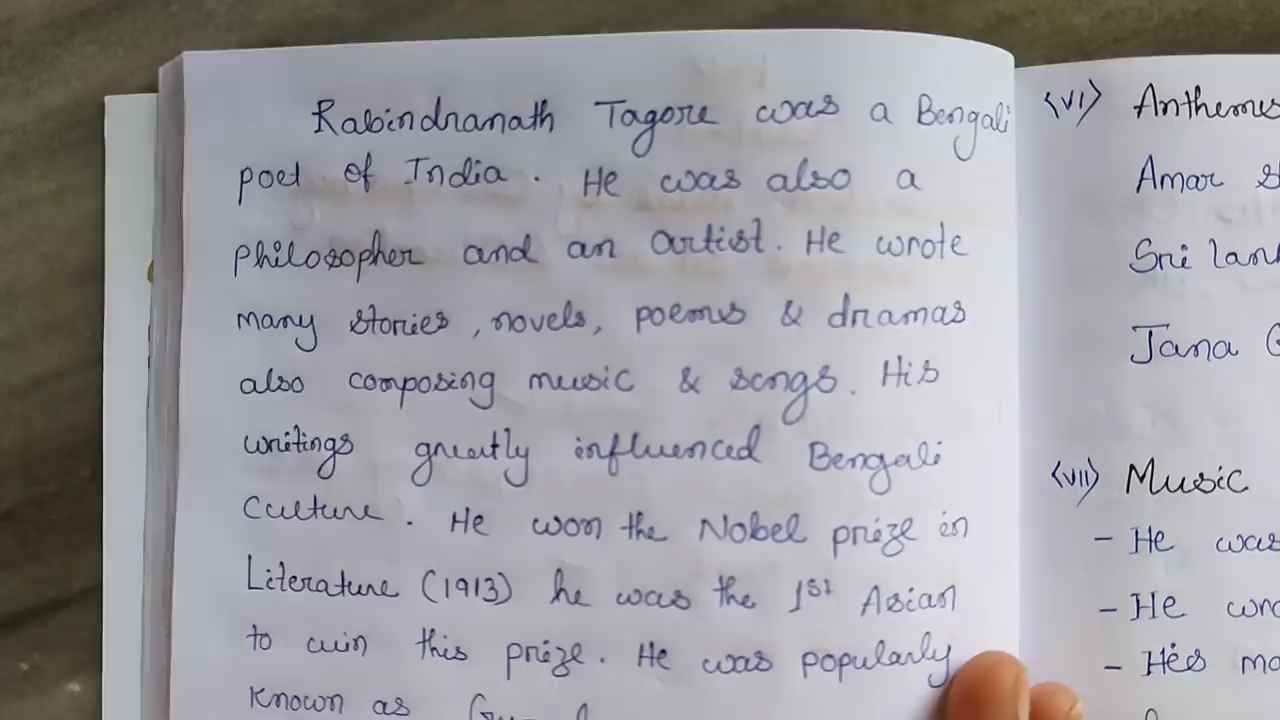 Rabindranath Tagore was a Bengali
poet of India. He was also a
philosopher and an artist. He wrote
many stories, novels, poems & dramas
also composing music & songs. His
writings greatly influenced Bengali
Culture. He won the Nobel prize in
Literature (1913) he was the 1st Asian
to win this prize. He was popularly
known as
(VI) Anthems
Amar
Sri
Jana
(VII) Music
- He was
- He
- His